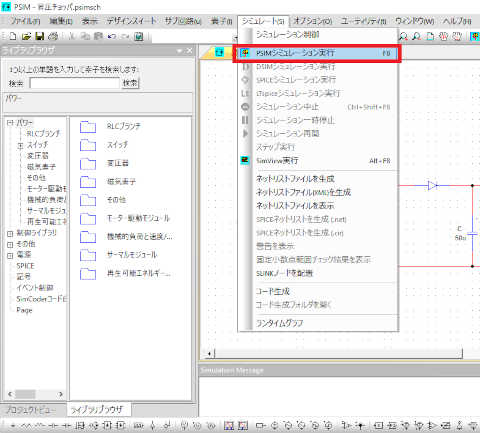 PSIM - 昇圧チョッパ.psimsch
ファイル(F) 編集(E) 表示 デザインスイート サブ回路(u) 素子(l) シミュレート(S) オプション(O) ユーティリティ(t) ウィンドウ(W) ヘルプ(H)
ライブラリブラウザ
1つ以上の単語を入力して素子を検索します:
検索 検索
パワー
パワー
RLCブランチ
スイッチ
変圧器
磁気素子
その他
モーター駆動モ
機械的負荷と
サーマルモジュール
再生可能エネ
制御ライブラリ
その他
電源
SPICE
記号
イベント制御
SimCoderコード
Page
RLCブランチ
スイッチ
変圧器
磁気素子
その他
モーター駆動モジュール
機械的負荷と速度/...
サーマルモジュール
再生可能エネルギー...
シミュレーション制御
PSIMシミュレーション実行 F8
DSIMシミュレーション実行
SPICEシミュレーション実行
LTspiceシミュレーション実行
シミュレーション中止 Ctrl+Shift+F8
シミュレーション一時停止
シミュレーション再開
ステップ実行
SimView実行 Alt+F8
ネットリストファイルを生成
ネットリストファイル(XML)を生成
ネットリストファイルを表示
SPICEネットリストを生成 (.net)
SPICEネットリストを生成 (.cir)
警告を表示
固定小数点範囲チェック結果を表示
SLINKノードを配置
コード生成
コード生成フォルダを開く
ランタイムグラフ
C
50u
Simulation Message
プロジェクトビュー ライブラリブラウザ